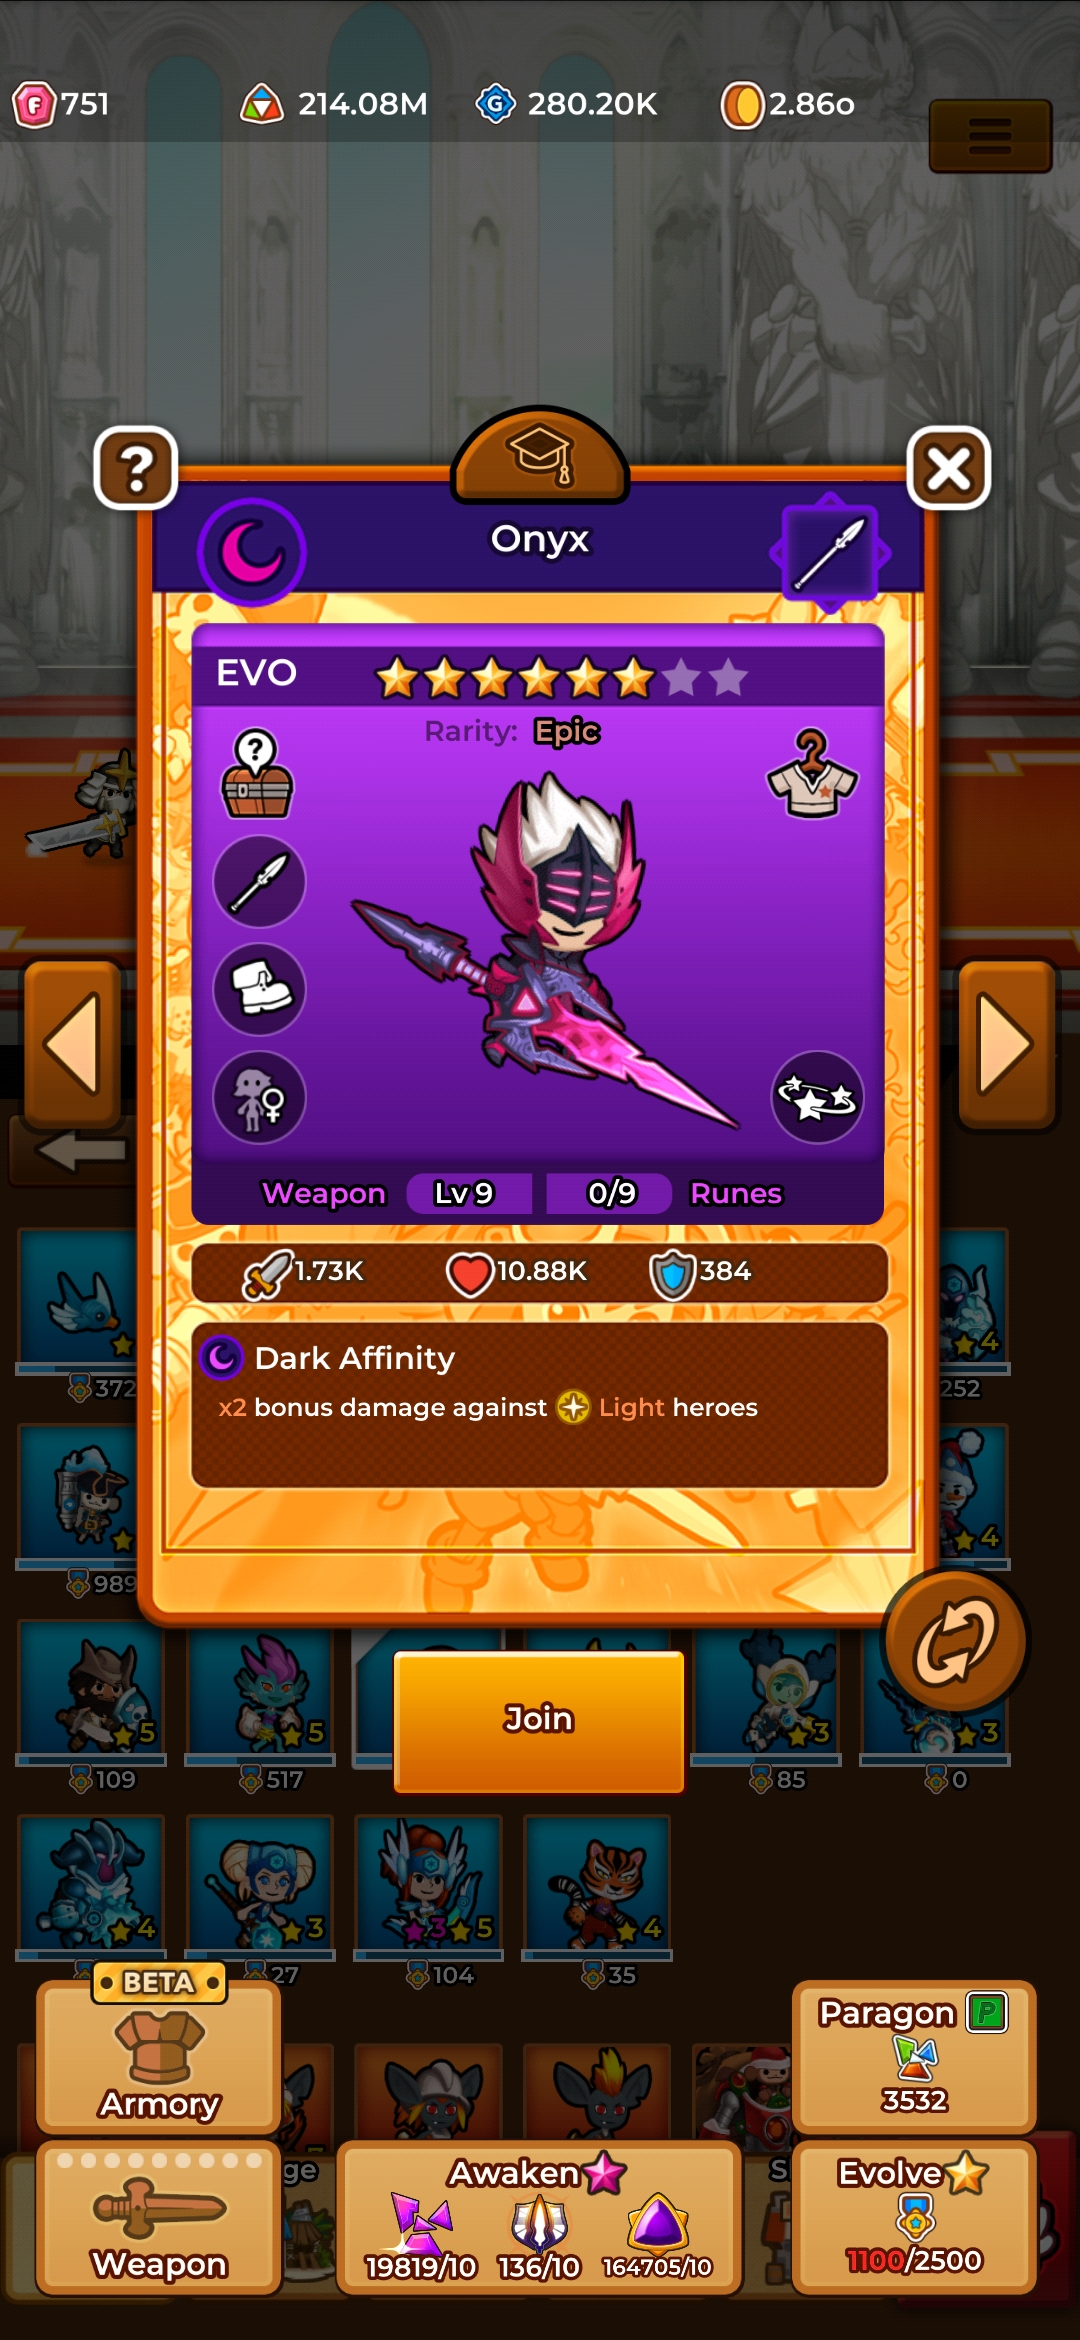 F 751 214.08M G 280.20K 2.86o
?
Onyx
EVO
Rarity: Epic
?
Weapon Lv 9 0/9 Runes
1.73K 10.88K 384
Dark Affinity
x2 bonus damage against Light heroes
372 252
4
989
4
Join
5 5 3 3
109 517 85 0
4 3 3 5 4
27 104 35
BETA
Armory
Paragon P
3532
ge
S
Weapon
Awaken
19819/10 136/10 164705/10
Evolve
1100/2500